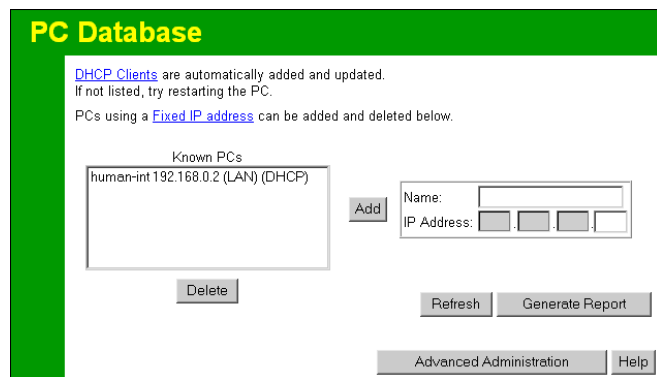 PC Database
DHCP Clients are automatically added and updated.
If not listed, try restarting the PC.
PCs using a Fixed IP address can be added and deleted below.
Known PCs
human-int 192.168.0.2 (LAN) (DHCP)
Add
Name:
IP Address: . . .
Delete
Refresh
Generate Report
Advanced Administration
Help